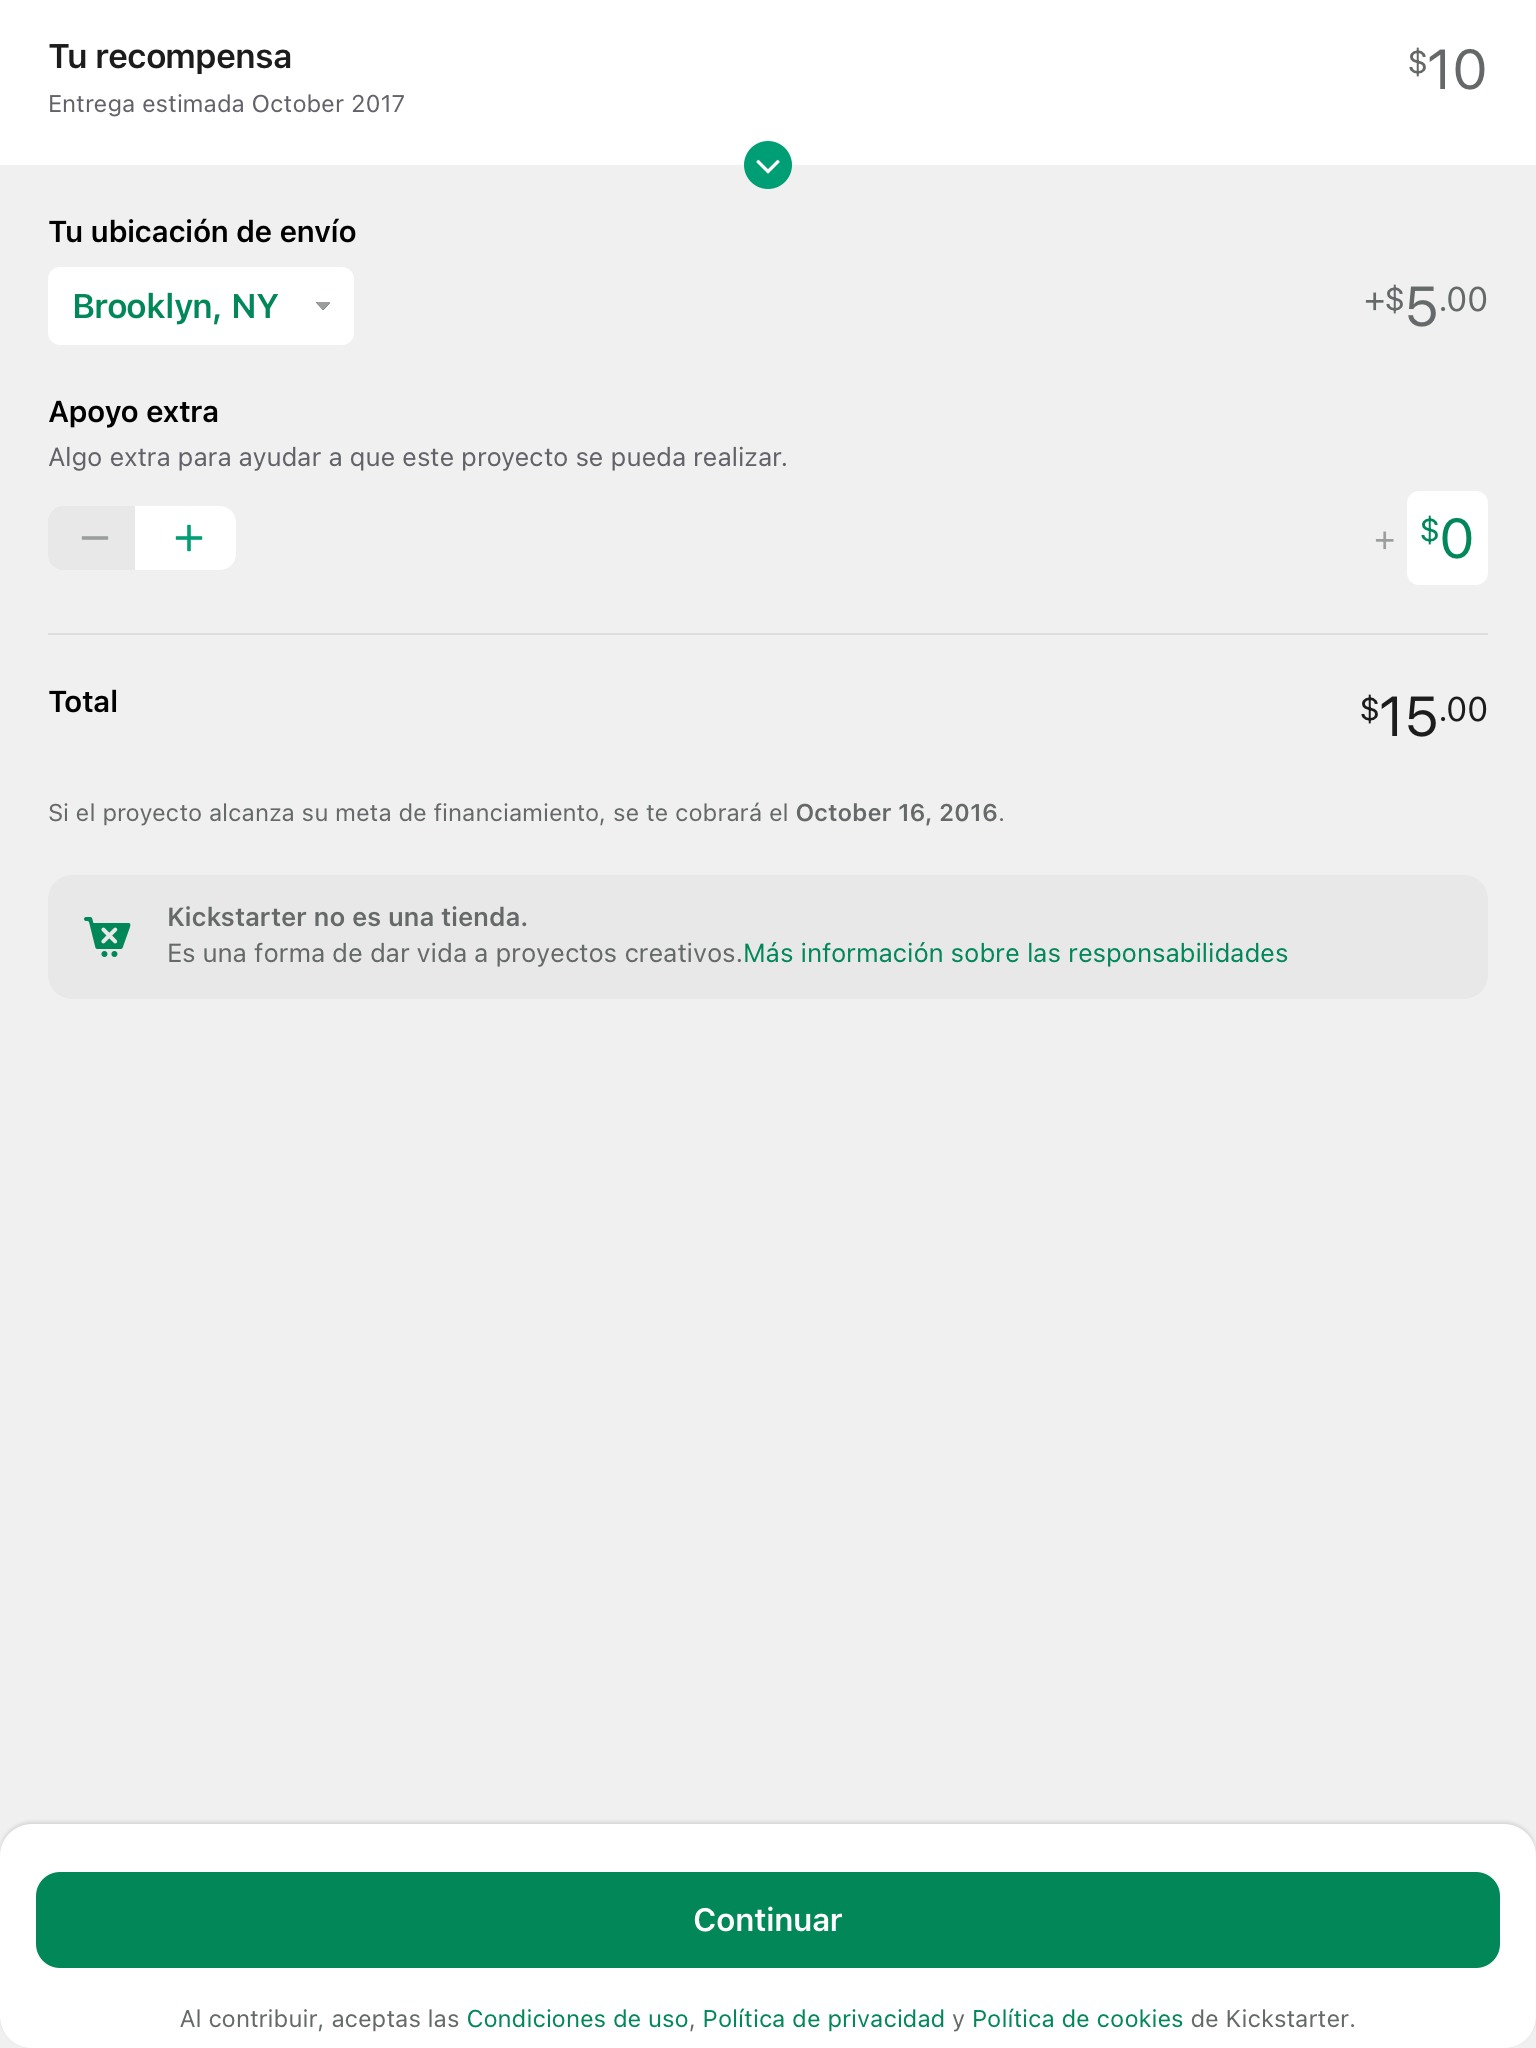 Tu recompensa
$10
Entrega estimada October 2017
Tu ubicación de envío
Brooklyn, NY
+$5.00
Apoyo extra
Algo extra para ayudar a que este proyecto se pueda realizar.
− +
+ $0
Total
$15.00
Si el proyecto alcanza su meta de financiamiento, se te cobrará el October 16, 2016.
Kickstarter no es una tienda.
Es una forma de dar vida a proyectos creativos.Más información sobre las responsabilidades
Continuar
Al contribuir, aceptas las Condiciones de uso, Política de privacidad y Política de cookies de Kickstarter.